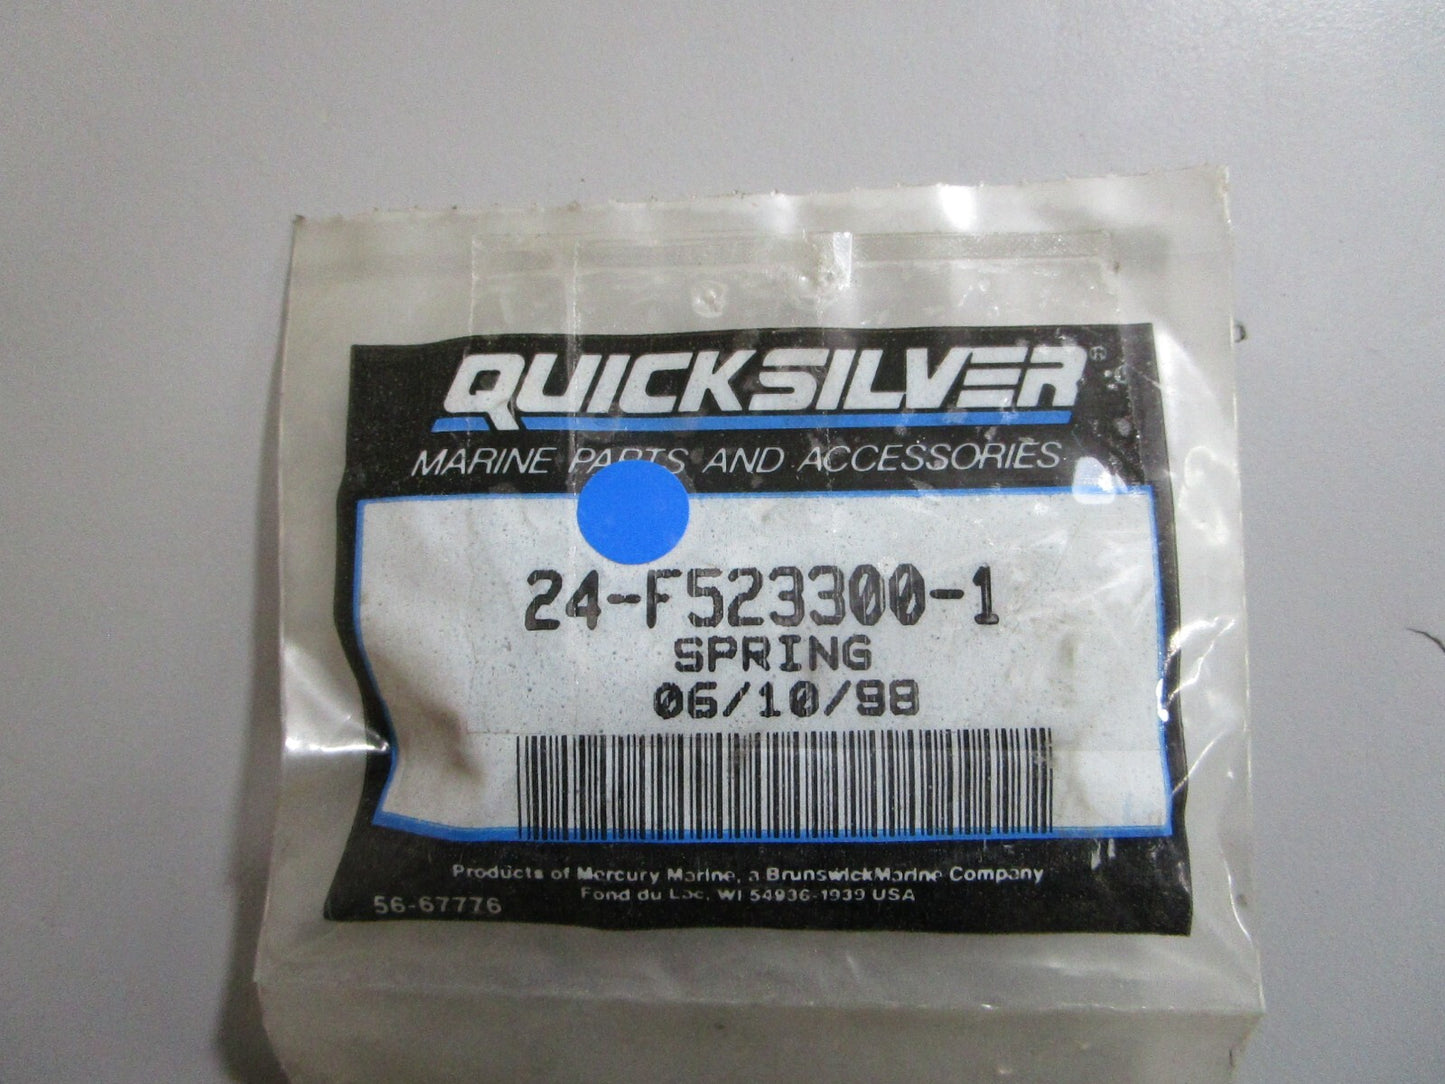 QUICKSILVER®
MARINE PARTS AND ACCESSORIES
24-F523300-1
SPRING
06/10/98
Products of Mercury Marine, a Brunswick Marine Company
Fond du Lac, WI 54936-1939 USA
56-67776